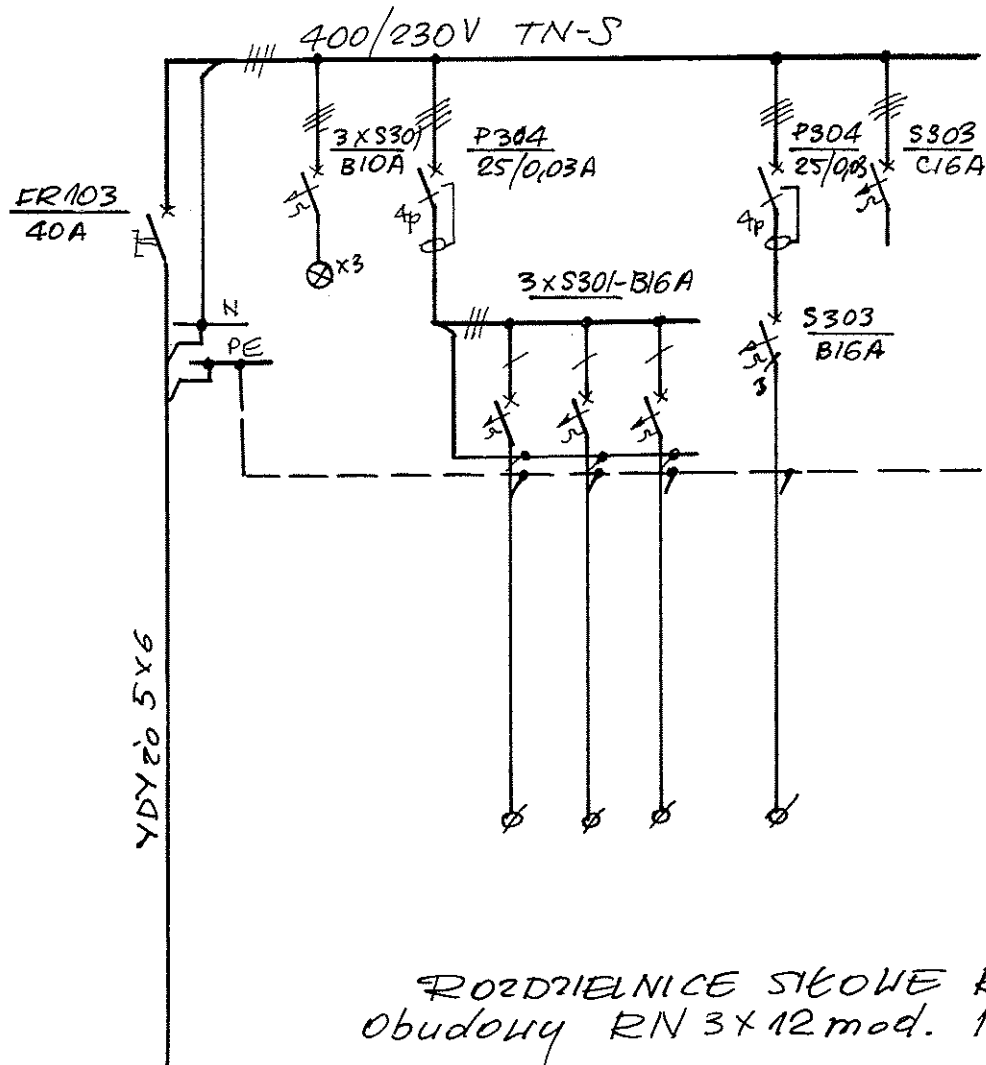 400/230V TN-S
3xS301
B10A
P304
25/0,03A
P304
25/0,03
S303
C16A
FR103
40A
4p
4p
x3
3xS301-B16A
N
S303
B16A
PE
3
YDYżo 5x6
ROZDZIELNICE SIŁOWE
Obudowy RN 3x12 mod. 1